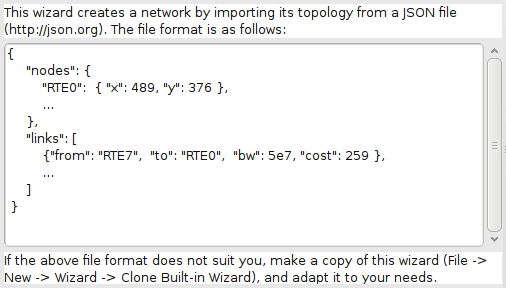 This wizard creates a network by importing its topology from a JSON file
(http://json.org). The file format is as follows:
{
"nodes": {
"RTE0": { "x": 489, "y": 376 },
...
},
"links": [
{"from": "RTE7", "to": "RTE0", "bw": 5e7, "cost": 259 },
...
]
}
If the above file format does not suit you, make a copy of this wizard (File ->
New -> Wizard -> Clone Built-in Wizard), and adapt it to your needs.